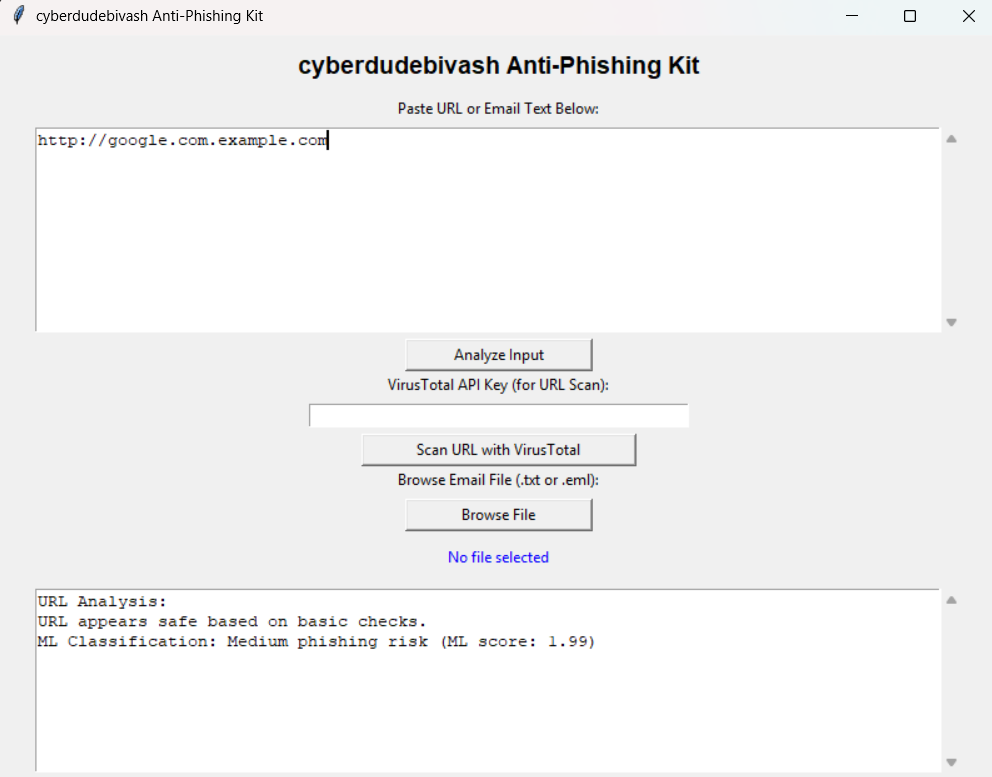 cyberdudebivash Anti-Phishing Kit
cyberdudebivash Anti-Phishing Kit
Paste URL or Email Text Below:
http://google.com.example.com
Analyze Input
VirusTotal API Key (for URL Scan):
Scan URL with VirusTotal
Browse Email File (.txt or .eml):
Browse File
No file selected
URL Analysis:
URL appears safe based on basic checks.
ML Classification: Medium phishing risk (ML score: 1.99)